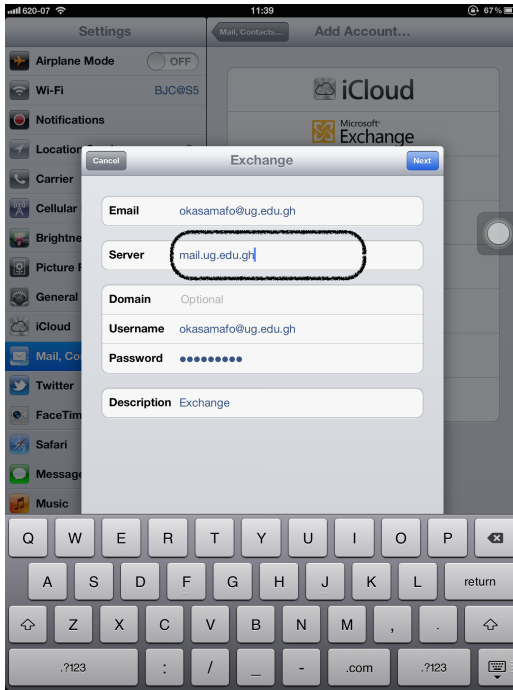 620-07 11:39 67%
Settings
Mail, Contacts... Add Account...
Airplane Mode OFF
Wi-Fi BJC@S5
Notifications
Carrier
Cellular
General
iCloud
Mail, Co
Twitter
FaceTim
Safari
Message
Music
iCloud
Microsoft
Exchange
Cancel Exchange Next
Email okasamafo@ug.edu.gh
Server mail.ug.edu.gh
Domain Optional
Username okasamafo@ug.edu.gh
Password ●●●●●●●●●
Description Exchange
Q W E R T Y U I O P
A S D F G H J K L return
Z X C V B N M , .
.?123 : / _ - .com .?123